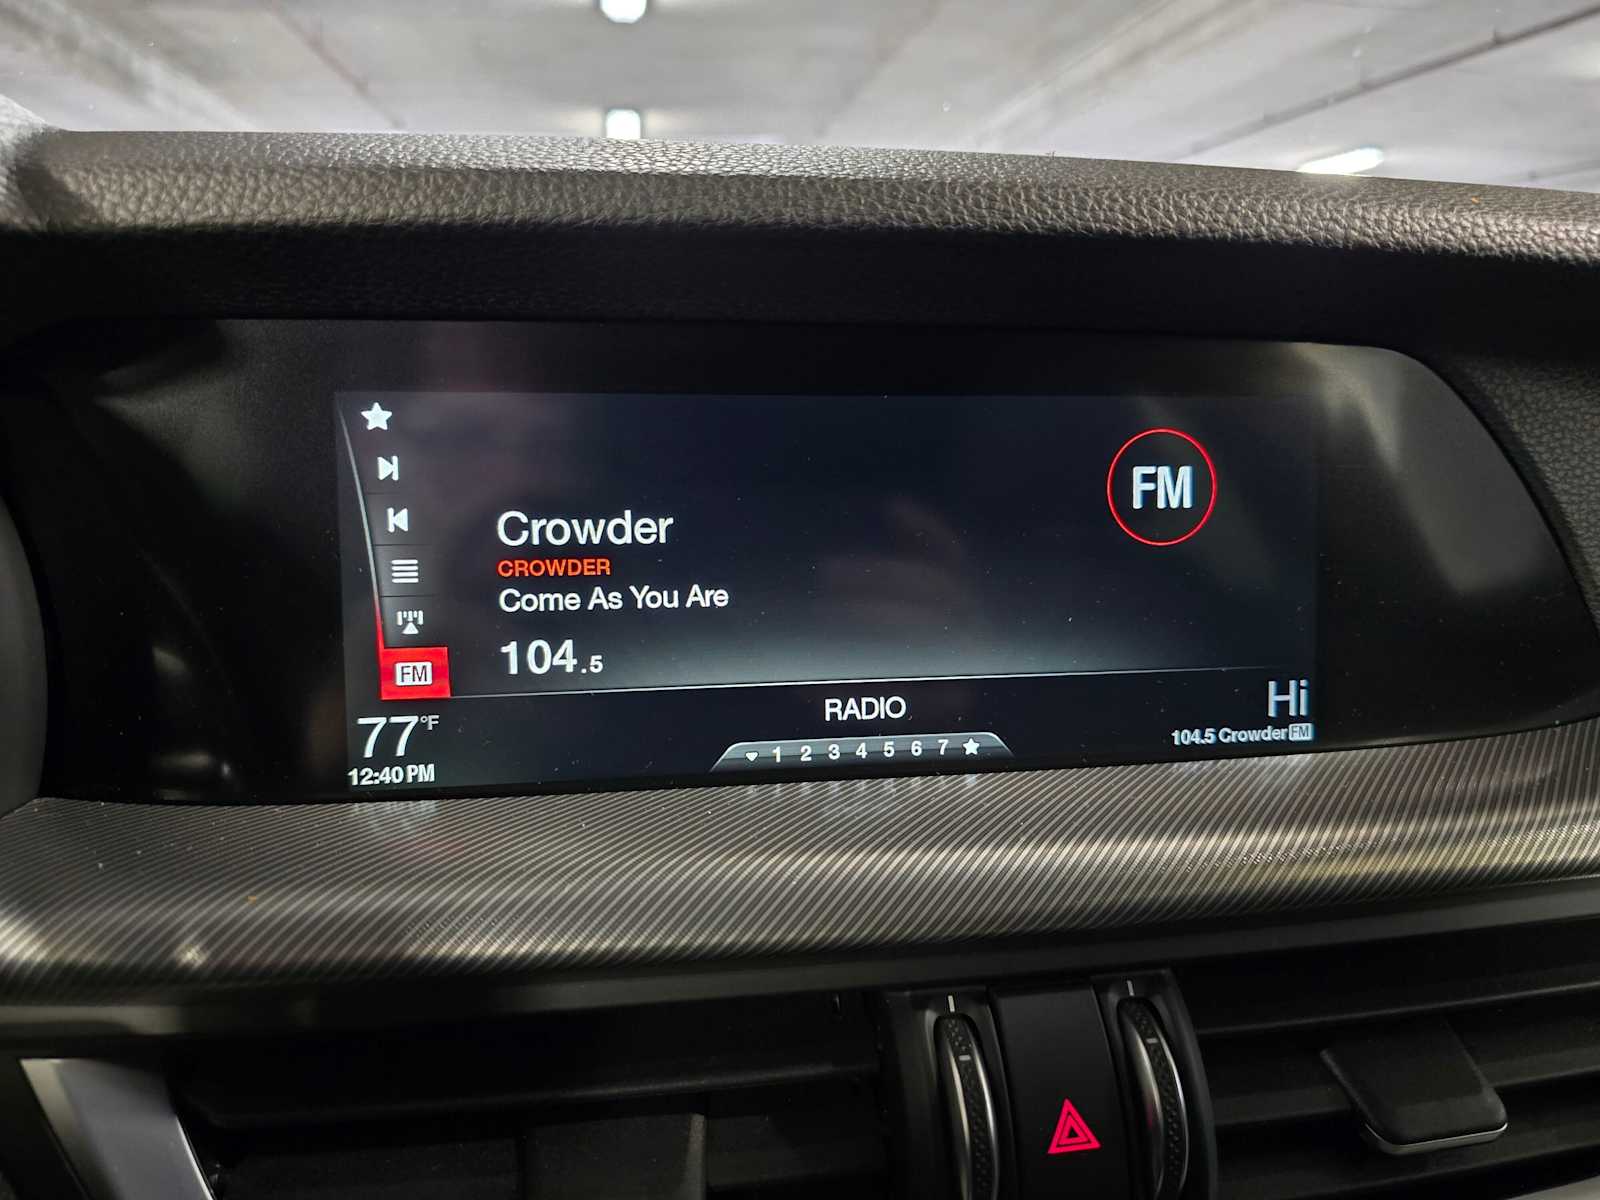 FM
Crowder
CROWDER
Come As You Are
104.5
FM
RADIO
77°F
Hi
104.5 Crowder FM
1 2 3 4 5 6 7
12:40 PM